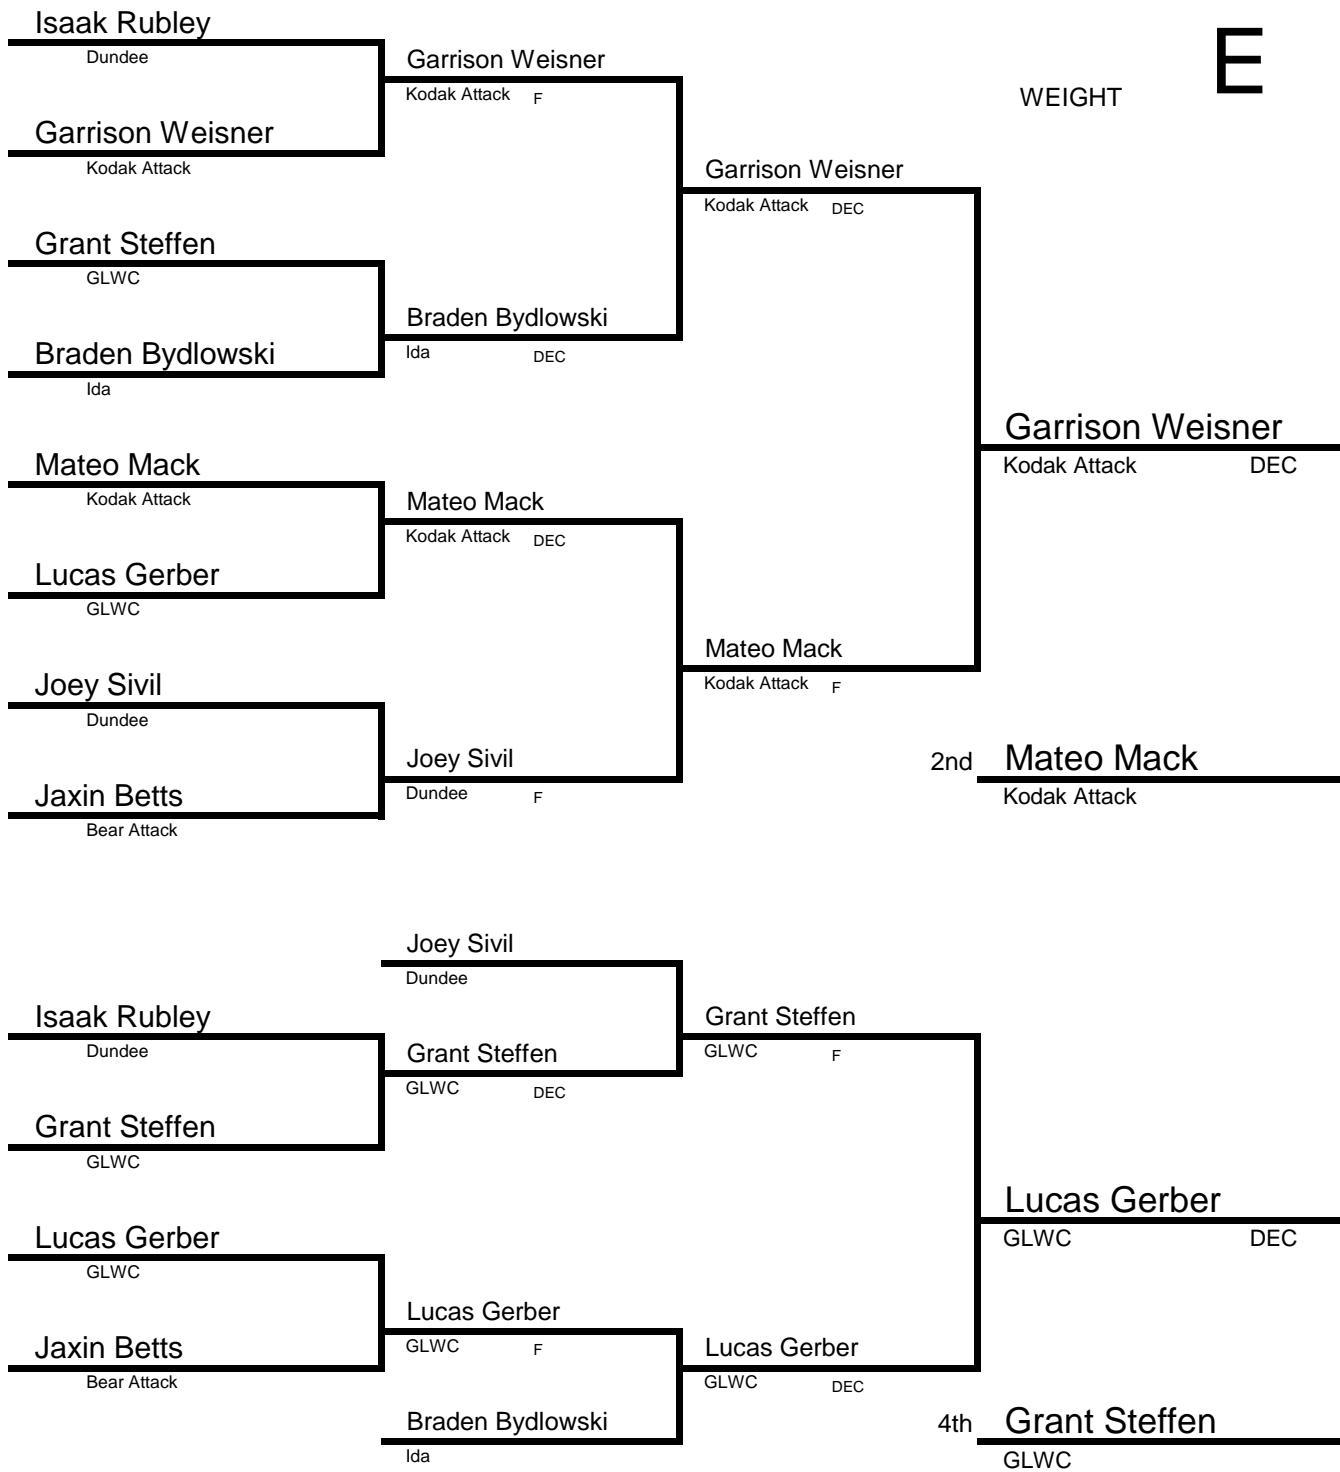 Isaak Rubley
Dundee
Garrison Weisner
Kodak Attack F
E
WEIGHT
Garrison Weisner
Kodak Attack
Garrison Weisner
Kodak Attack DEC
Grant Steffen
GLWC
Braden Bydlowski
Ida DEC
Braden Bydlowski
Ida
Garrison Weisner
Kodak Attack DEC
Mateo Mack
Kodak Attack
Mateo Mack
Kodak Attack DEC
Lucas Gerber
GLWC
Mateo Mack
Kodak Attack F
Joey Sivil
Dundee
Joey Sivil
Dundee F
2nd Mateo Mack
Kodak Attack
Jaxin Betts
Bear Attack
Joey Sivil
Dundee
Isaak Rubley
Dundee
Grant Steffen
GLWC F
Grant Steffen
GLWC DEC
Grant Steffen
GLWC
Lucas Gerber
GLWC DEC
Lucas Gerber
GLWC
Lucas Gerber
GLWC F
Jaxin Betts
Bear Attack
Lucas Gerber
GLWC DEC
Braden Bydlowski
Ida
4th Grant Steffen
GLWC